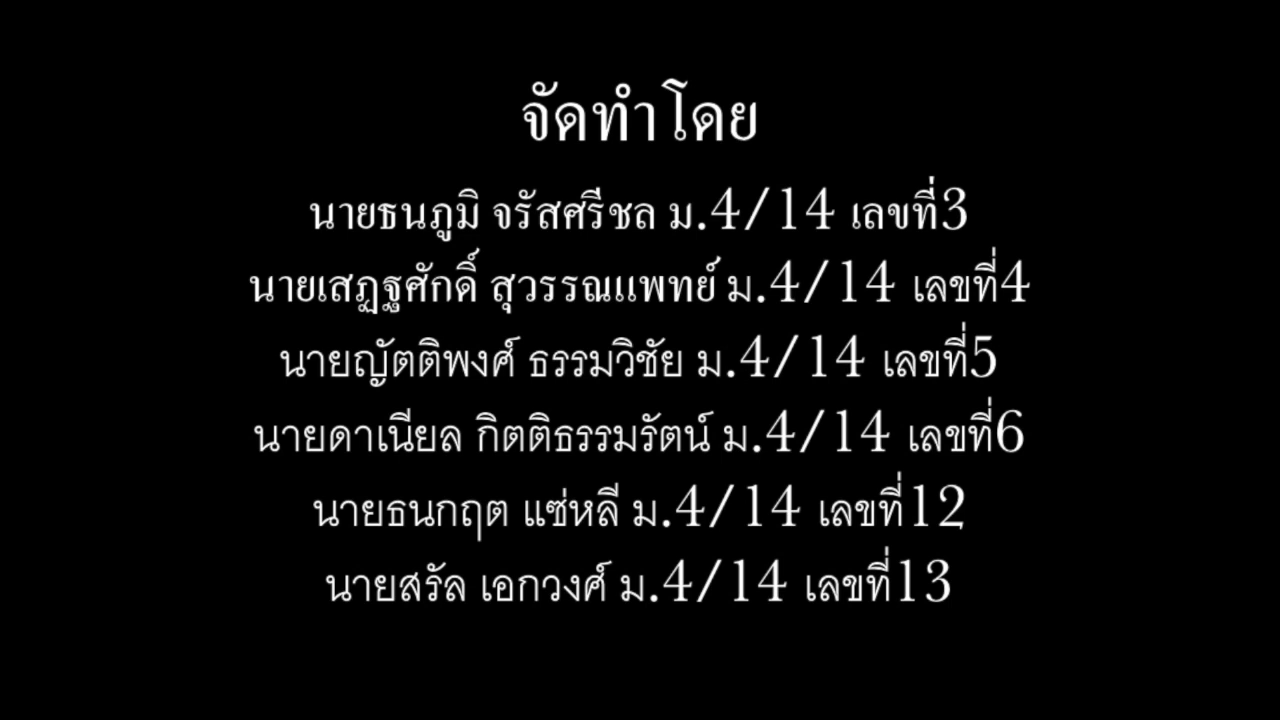 จัดทำโดย
นายธนภูมิ จรัสศรีชล ม.4/14 เลขที่3
นายเสฏฐศักดิ์ สุวรรณแพทย์ ม.4/14 เลขที่4
นายญัตติพงศ์ ธรรมวิชัย ม.4/14 เลขที่5
นายดาเนียล กิตติธรรมรัตน์ ม.4/14 เลขที่6
นายธนกฤต แซ่หลี ม.4/14 เลขที่12
นายสรัล เอกวงศ์ ม.4/14 เลขที่13